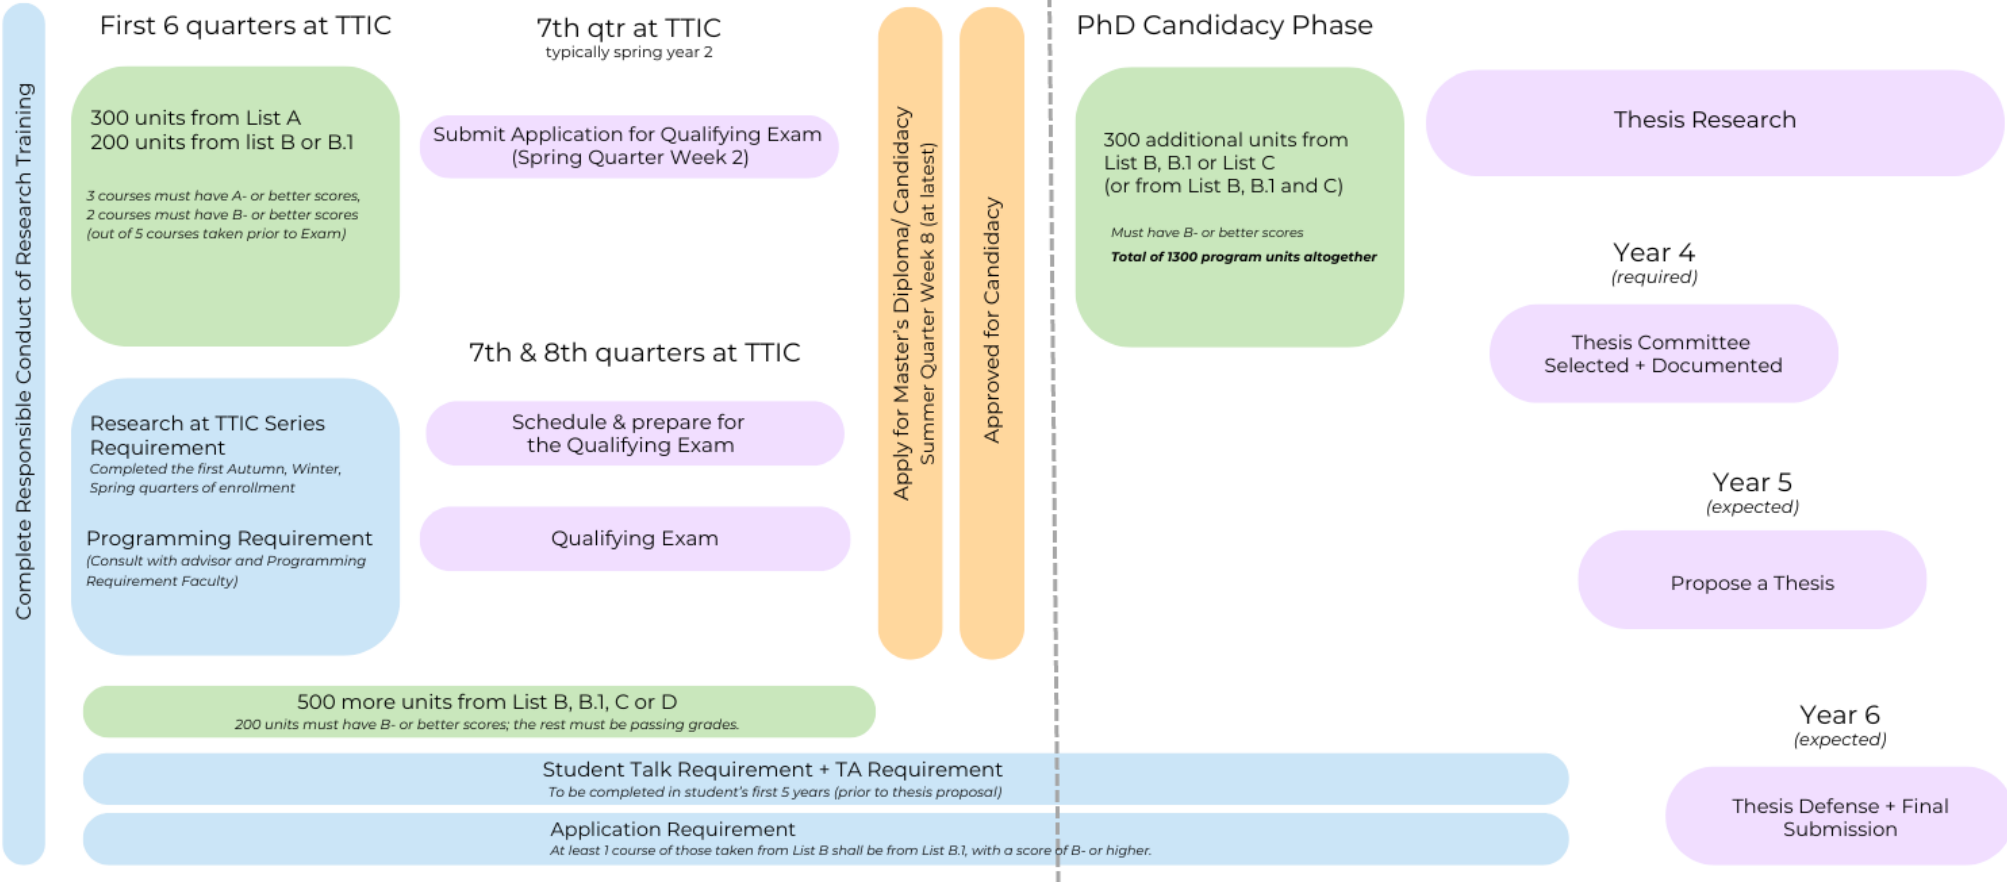 Complete Responsible Conduct of Research Training
First 6 quarters at TTIC
300 units from List A
200 units from list B or B.1
3 courses must have A- or better scores,
2 courses must have B- or better scores
(out of 5 courses taken prior to Exam)
Research at TTIC Series
Requirement
Completed the first Autumn, Winter,
Spring quarters of enrollment
Programming Requirement
(Consult with advisor and Programming
Requirement Faculty)
7th qtr at TTIC
typically spring year 2
Submit Application for Qualifying Exam
(Spring Quarter Week 2)
7th & 8th quarters at TTIC
Schedule & prepare for
the Qualifying Exam
Qualifying Exam
Apply for Master's Diploma/ Candidacy
Summer Quarter Week 8 (at latest)
Approved for Candidacy
PhD Candidacy Phase
300 additional units from
List B, B.1 or List C
(or from List B, B.1 and C)
Must have B- or better scores
Total of 1300 program units altogether
Thesis Research
Year 4
(required)
Thesis Committee
Selected + Documented
Year 5
(expected)
Propose a Thesis
Year 6
(expected)
Thesis Defense + Final
Submission
500 more units from List B, B.1, C or D
200 units must have B- or better scores; the rest must be passing grades.
Student Talk Requirement + TA Requirement
To be completed in student's first 5 years (prior to thesis proposal)
Application Requirement
At least 1 course of those taken from List B shall be from List B.1, with a score of B- or higher.